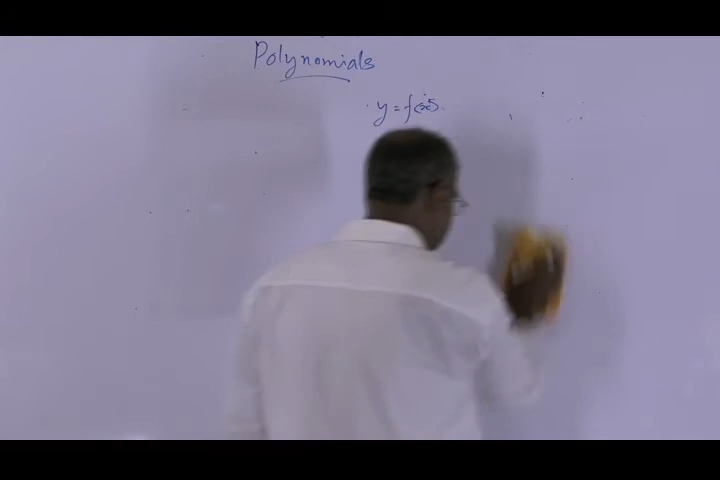 Polynomials
y = f(x)